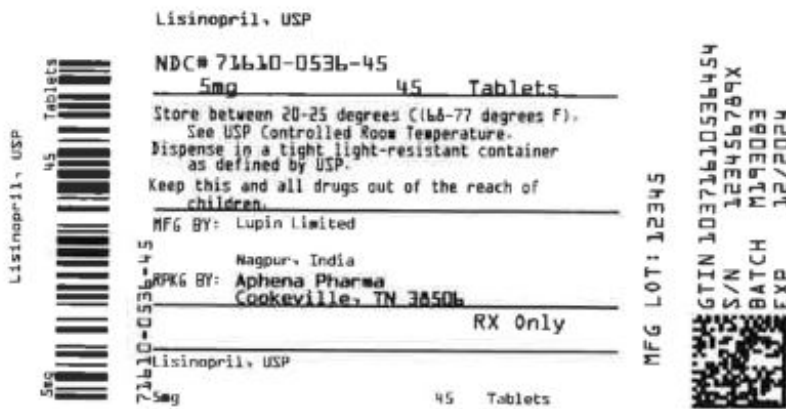 Lisinopril, USP
45 Tablets
5mg
Lisinopril, USP
NDC# 71610-0536-45
5mg 45 Tablets
Store between 20-25 degrees C(68-77 degrees F).
See USP Controlled Room Temperature.
Dispense in a tight light-resistant container
as defined by USP.
Keep this and all drugs out of the reach of
children.
MFG BY: Lupin Limited
Nagpur, India
RPKG BY: Aphena Pharma
Cookeville, TN 38506
RX Only
71610-0536-45
Lisinopril, USP
5mg 45 Tablets
MFG LOT: 12345
GTIN 10371610536454
S/N 123456789X
BATCH M193083
EXP 12/2024